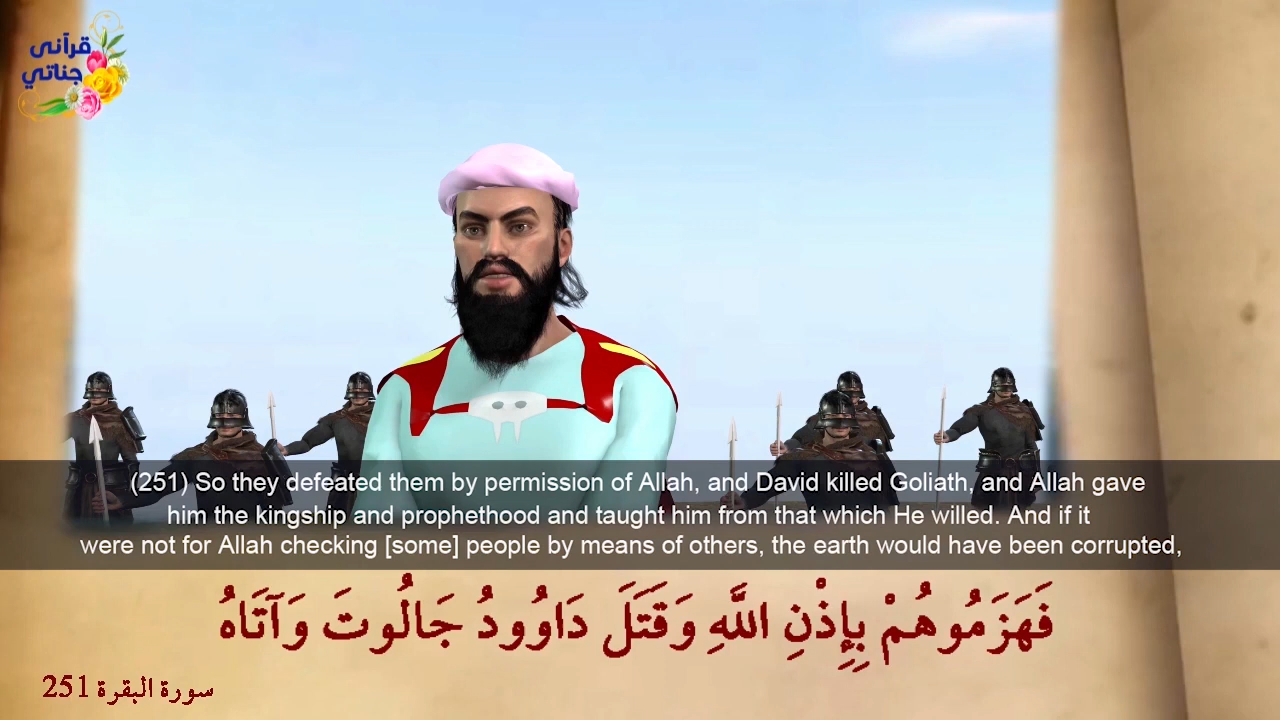 قرآنى
جناتي
(251) So they defeated them by permission of Allah, and David killed Goliath, and Allah gave
him the kingship and prophethood and taught him from that which He willed. And if it
were not for Allah checking [some] people by means of others, the earth would have been corrupted,
فَهَزَمُوهُمْ بِإِذْنِ اللَّهِ وَقَتَلَ دَاوُودُ جَالُوتَ وَآتَاهُ
سورة البقرة 251